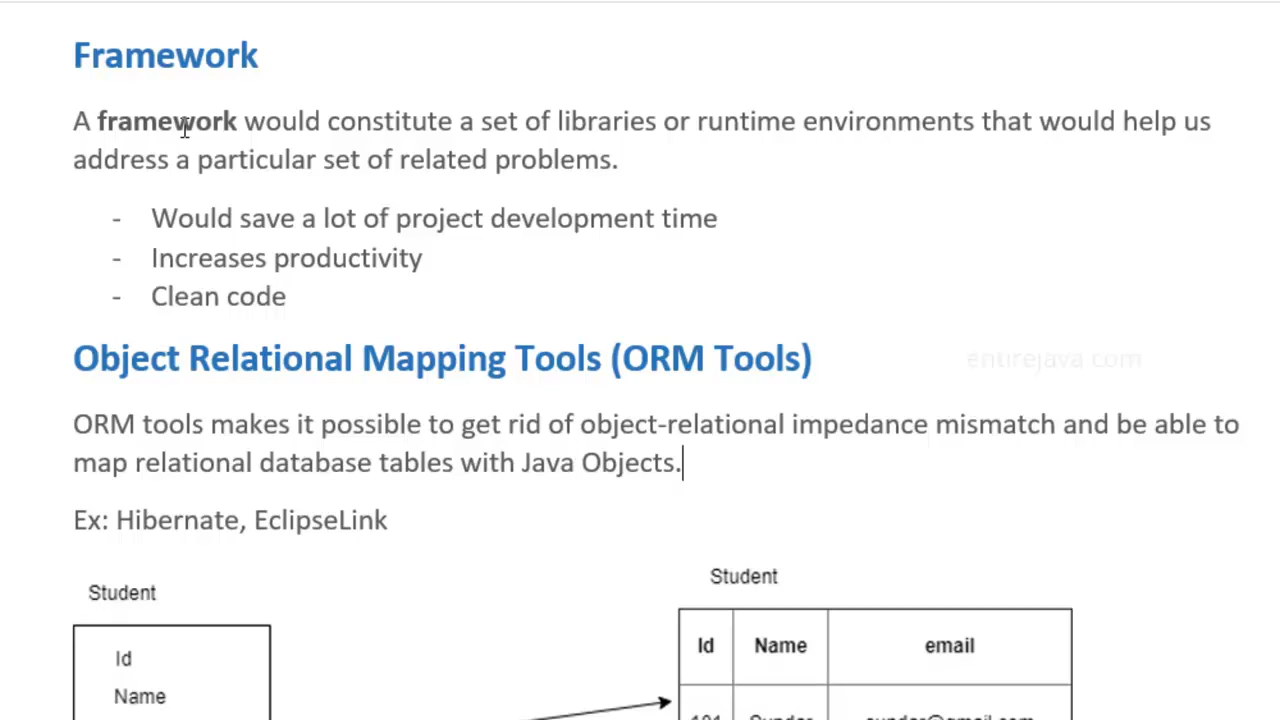 Framework
A framework would constitute a set of libraries or runtime environments that would help us
address a particular set of related problems.
- Would save a lot of project development time
- Increases productivity
- Clean code
Object Relational Mapping Tools (ORM Tools)
entirejava.com
ORM tools makes it possible to get rid of object-relational impedance mismatch and be able to
map relational database tables with Java Objects.
Ex: Hibernate, EclipseLink
Student
Student
Id
Name
Id Name email